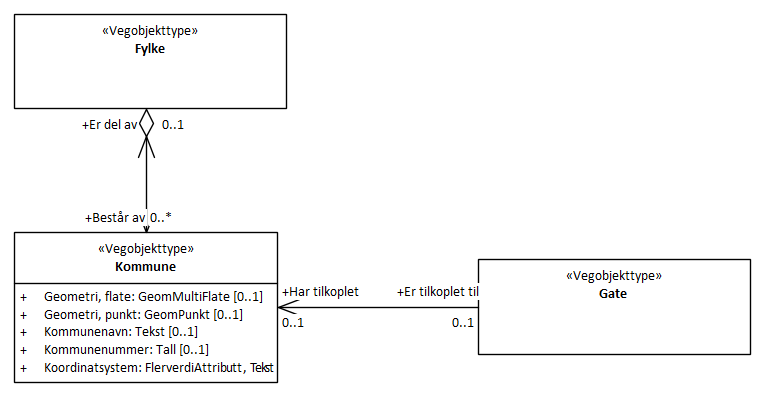 «Vegobjekttype»
Fylke
+Er del av 0..1
+Består av 0..*
«Vegobjekttype»
Kommune
+ Geometri, flate: GeomMultiFlate [0..1]
+ Geometri, punkt: GeomPunkt [0..1]
+ Kommunenavn: Tekst [0..1]
+ Kommunenummer: Tall [0..1]
+ Koordinatsystem: FlerverdiAttributt, Tekst
+Har tilkoplet +Er tilkoplet til
0..1 0..1
«Vegobjekttype»
Gate